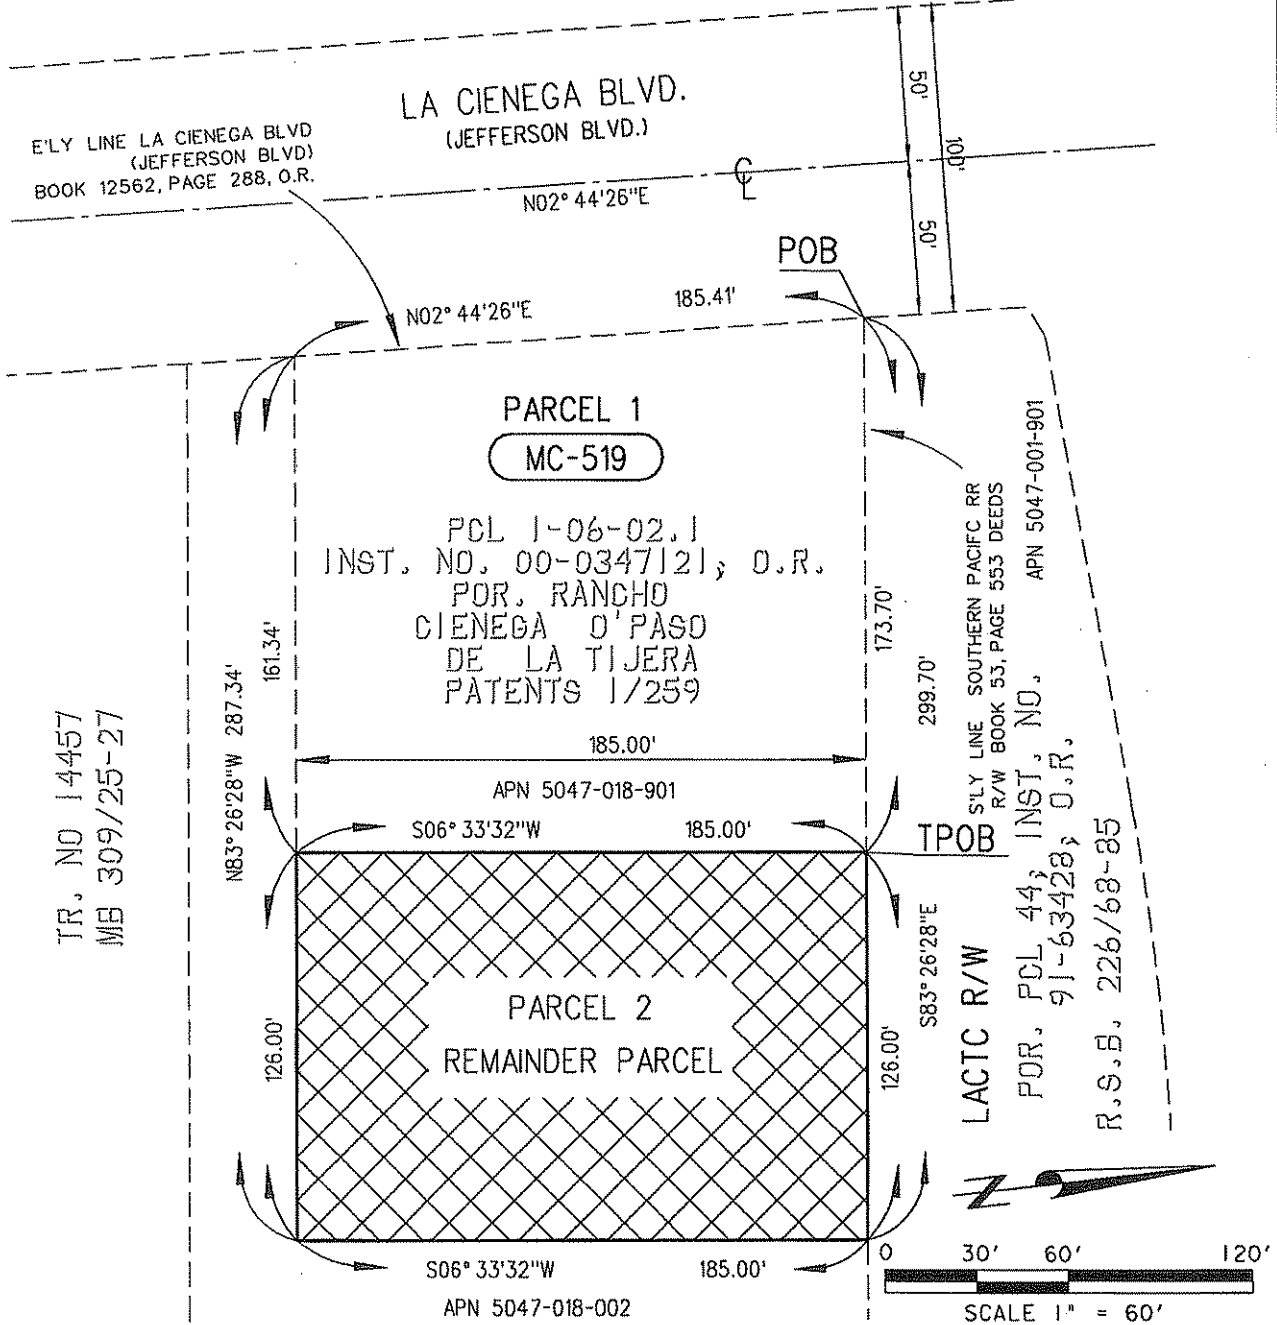 LA CIENEGA BLVD.
(JEFFERSON BLVD.)
E'LY LINE LA CIENEGA BLVD
(JEFFERSON BLVD)
BOOK 12562, PAGE 288, O.R.
N02° 44'26"E
CL
50'
100'
50'
POB
N02° 44'26"E
185.41'
PARCEL 1
MC-519
PCL 1-06-02.1
INST. NO. 00-0347121; O.R.
POR. RANCHO
CIENEGA O'PASO
DE LA TIJERA
PATENTS 1/259
161.34'
N83° 26'28"W 287.34'
173.70'
299.70'
S'LY LINE SOUTHERN PACIFC RR
R/W BOOK 53, PAGE 553 DEEDS
APN 5047-001-901
TR. NO 14457
MB 309/25-27
185.00'
APN 5047-018-901
S06° 33'32"W
185.00'
TPOB
PARCEL 2
REMAINDER PARCEL
126.00'
126.00'
S83° 26'28"E
LACTC R/W
POR. PCL 44; INST. NO.
91-63428; O.R.
R.S.B. 226/68-85
S06° 33'32"W
185.00'
APN 5047-018-002
N
0 30' 60' 120'
SCALE 1" = 60'